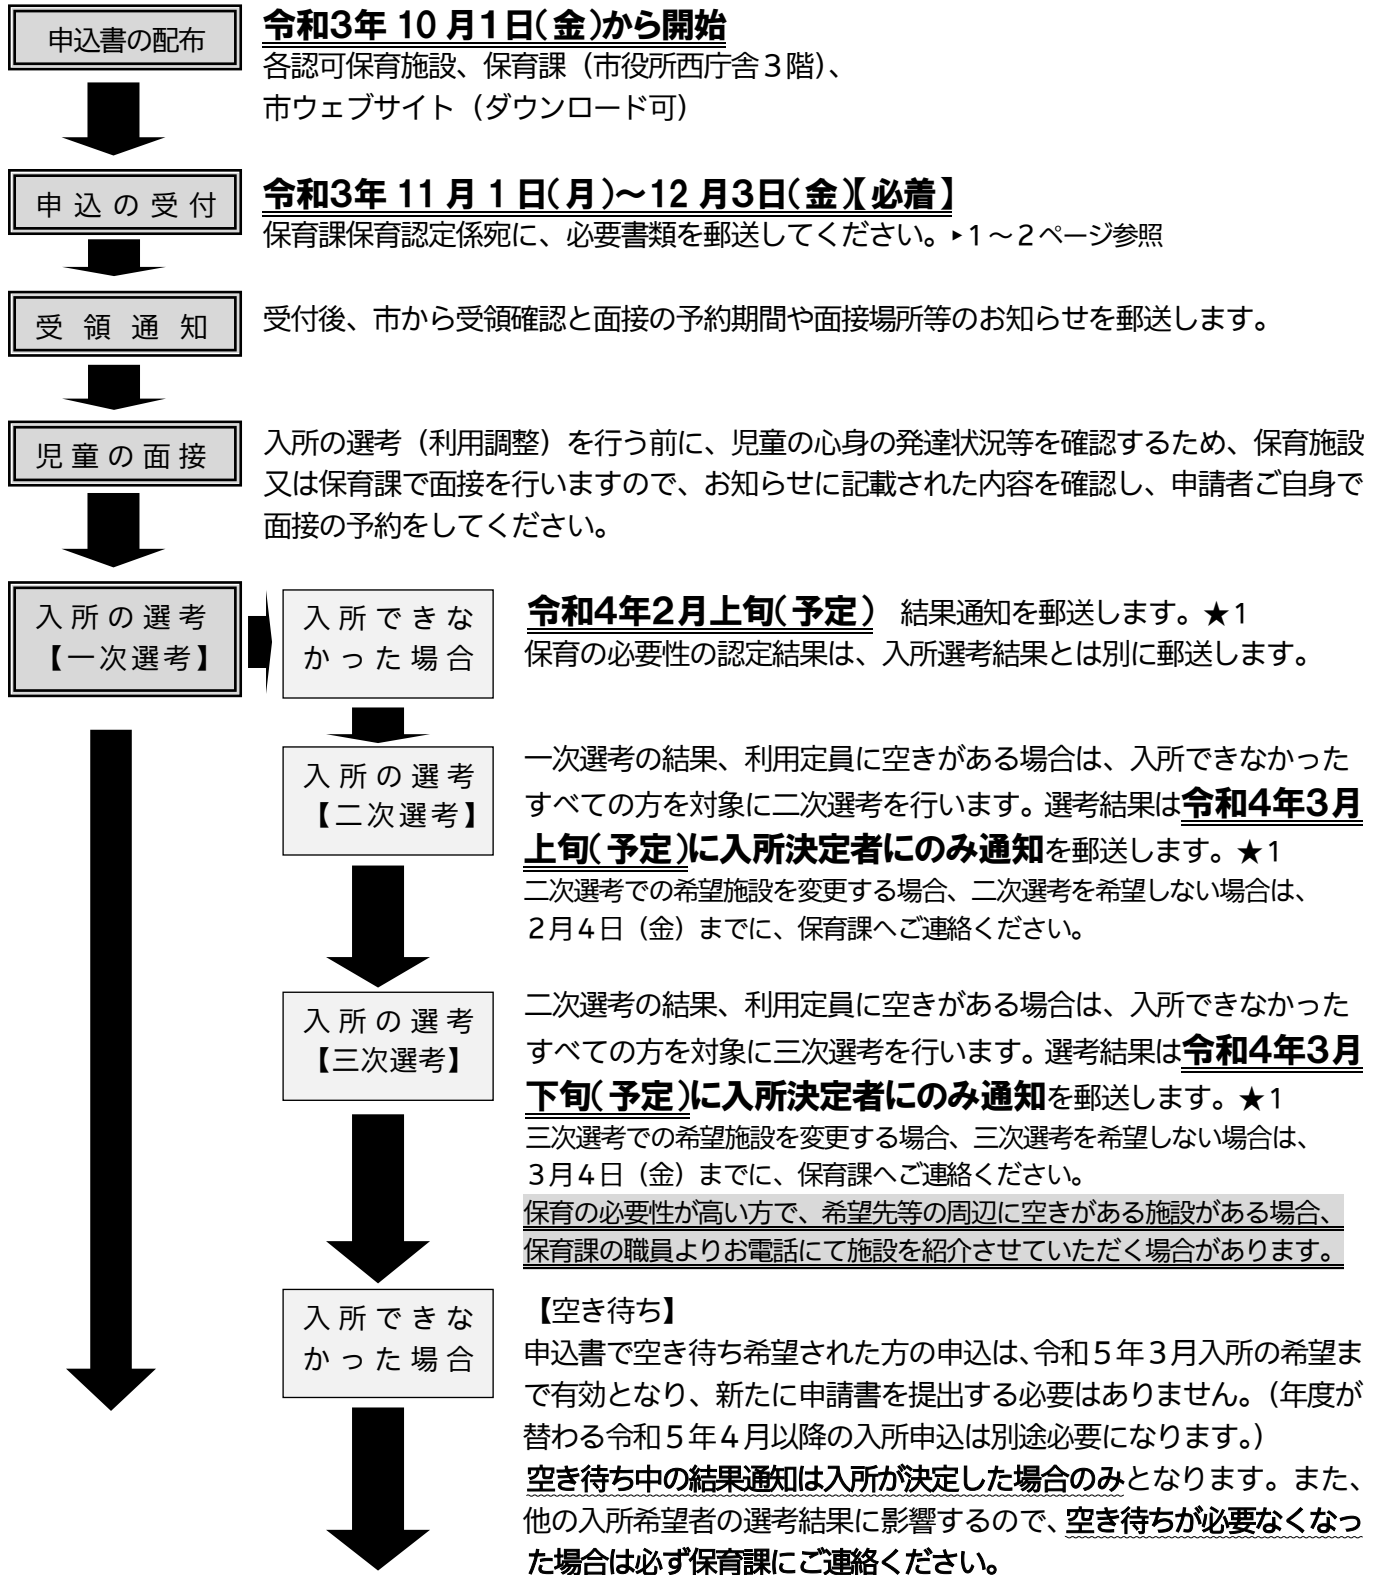 申込書の配布
令和3年 10 月1日(金)から開始
各認可保育施設、保育課（市役所西庁舎３階）、
市ウェブサイト（ダウンロード可）
申込の受付
令和3年 11 月 1 日(月)～12 月3日(金)【必着】
保育課保育認定係宛に、必要書類を郵送してください。▸１～２ページ参照
受領通知
受付後、市から受領確認と面接の予約期間や面接場所等のお知らせを郵送します。
児童の面接
入所の選考（利用調整）を行う前に、児童の心身の発達状況等を確認するため、保育施設
又は保育課で面接を行いますので、お知らせに記載された内容を確認し、申請者ご自身で
面接の予約をしてください。
入所の選考
【一次選考】
入所できな
かった場合
令和4年2月上旬(予定) 結果通知を郵送します。★1
保育の必要性の認定結果は、入所選考結果とは別に郵送します。
入所の選考
【二次選考】
一次選考の結果、利用定員に空きがある場合は、入所できなかった
すべての方を対象に二次選考を行います。選考結果は令和4年3月
上旬(予定)に入所決定者にのみ通知を郵送します。★1
二次選考での希望施設を変更する場合、二次選考を希望しない場合は、
２月４日（金）までに、保育課へご連絡ください。
入所の選考
【三次選考】
二次選考の結果、利用定員に空きがある場合は、入所できなかった
すべての方を対象に三次選考を行います。選考結果は令和4年3月
下旬(予定)に入所決定者にのみ通知を郵送します。★1
三次選考での希望施設を変更する場合、三次選考を希望しない場合は、
３月４日（金）までに、保育課へご連絡ください。
保育の必要性が高い方で、希望先等の周辺に空きがある施設がある場合、
保育課の職員よりお電話にて施設を紹介させていただく場合があります。
入所できな
かった場合
【空き待ち】
申込書で空き待ち希望された方の申込は、令和５年３月入所の希望ま
で有効となり、新たに申請書を提出する必要はありません。（年度が
替わる令和５年４月以降の入所申込は別途必要になります。）
空き待ち中の結果通知は入所が決定した場合のみとなります。また、
他の入所希望者の選考結果に影響するので、空き待ちが必要なくなっ
た場合は必ず保育課にご連絡ください。